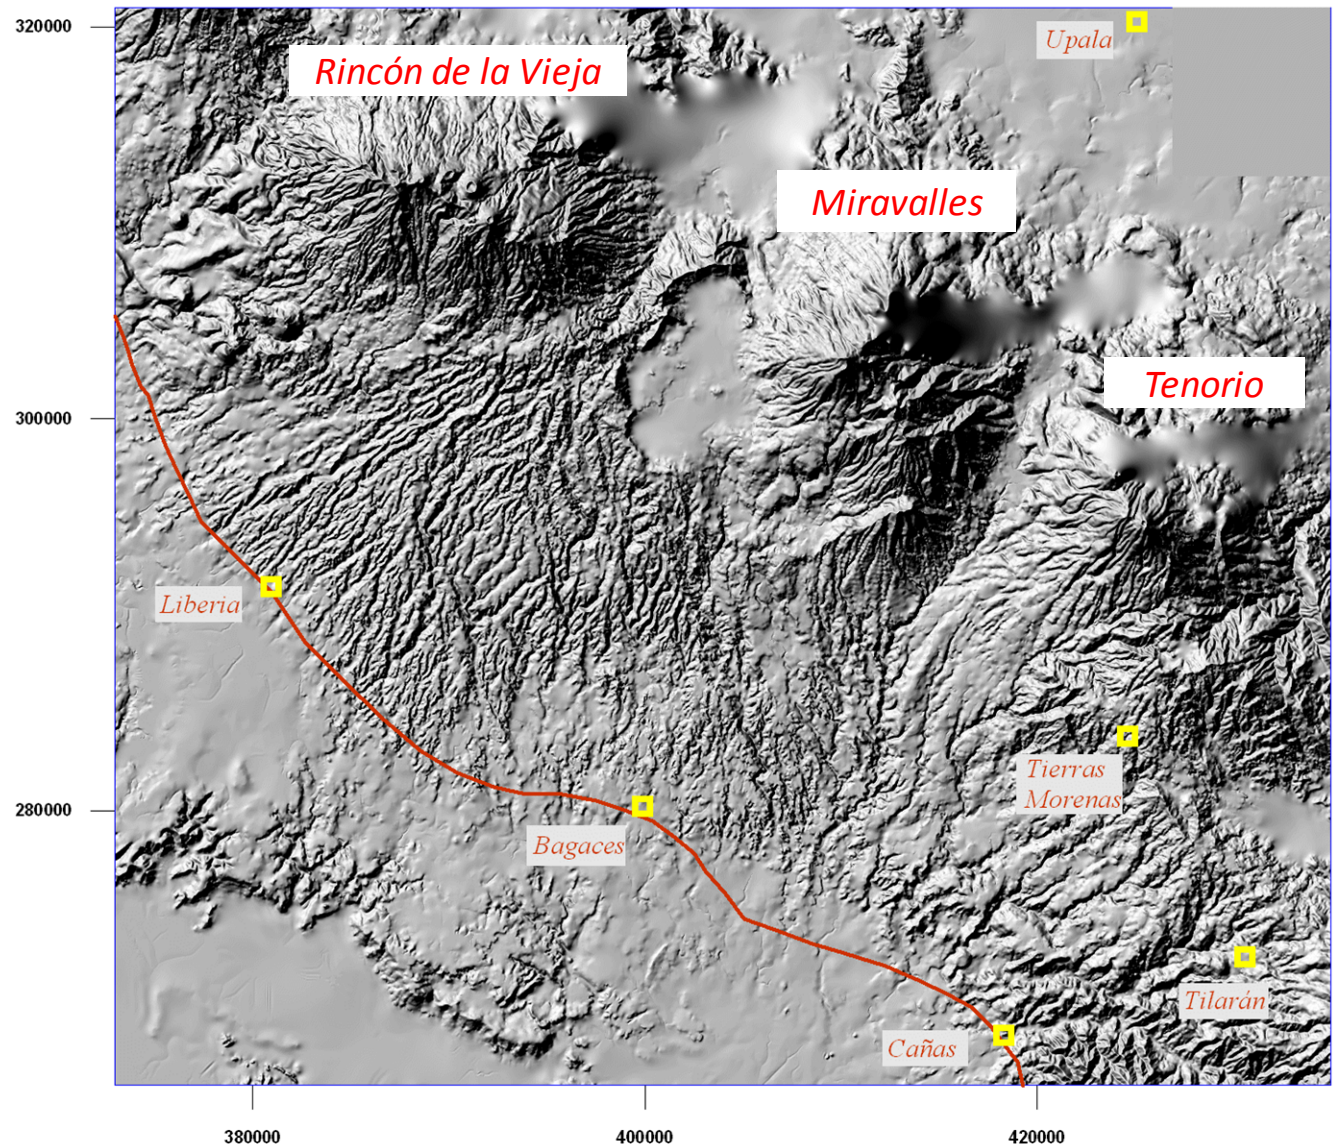 320000
Upala
Rincón de la Vieja
Miravalles
Tenorio
300000
Liberia
Tierras
Morenas
280000
Bagaces
Tilarán
Cañas
380000
400000
420000